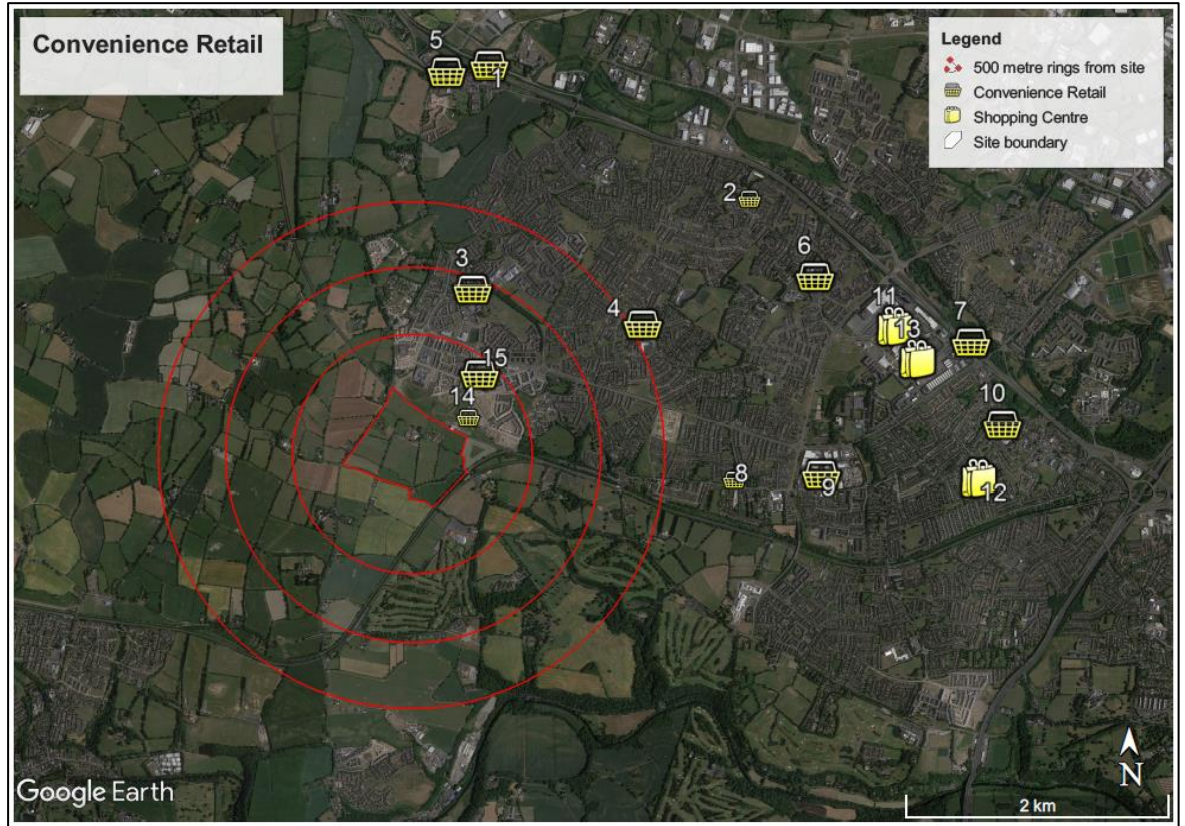 Convenience Retail
Legend
500 metre rings from site
Convenience Retail
Shopping Centre
Site boundary
5
1
2
3
6
4
11
13
7
15
14
10
8
9
12
N
Google Earth
2 km